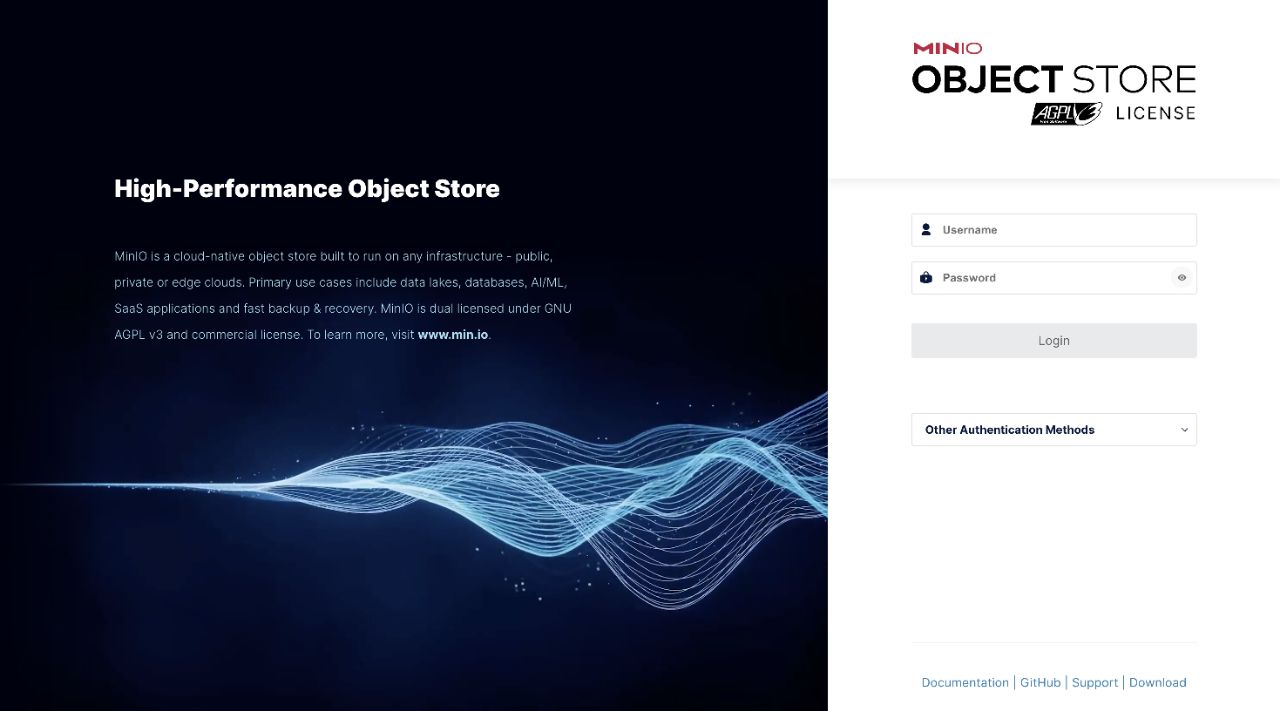 High-Performance Object Store
MinIO is a cloud-native object store built to run on any infrastructure - public,
private or edge clouds. Primary use cases include data lakes, databases, AI/ML,
SaaS applications and fast backup & recovery. MinIO is dual licensed under GNU
AGPL v3 and commercial license. To learn more, visit www.min.io.
MINIO
OBJECT STORE
AGPLv3 LICENSE
Username
Password
Login
Other Authentication Methods
Documentation | GitHub | Support | Download